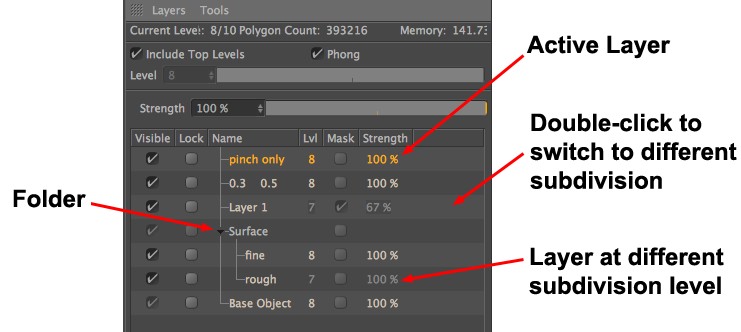 Layers Tools
Current Level: 8/10 Polygon Count: 393216 Memory: 141.73
Include Top Levels Phong
Level 8
Strength 100 %
Visible Lock Name Lvl Mask Strength
pinch only 8 100 %
0.3 0.5 8 100 %
Layer 1 7 67 %
Surface
fine 8 100 %
rough 7 100 %
Base Object 8 100 %
Active Layer
Double-click to
switch to different
subdivision
Folder
Layer at different
subdivision level